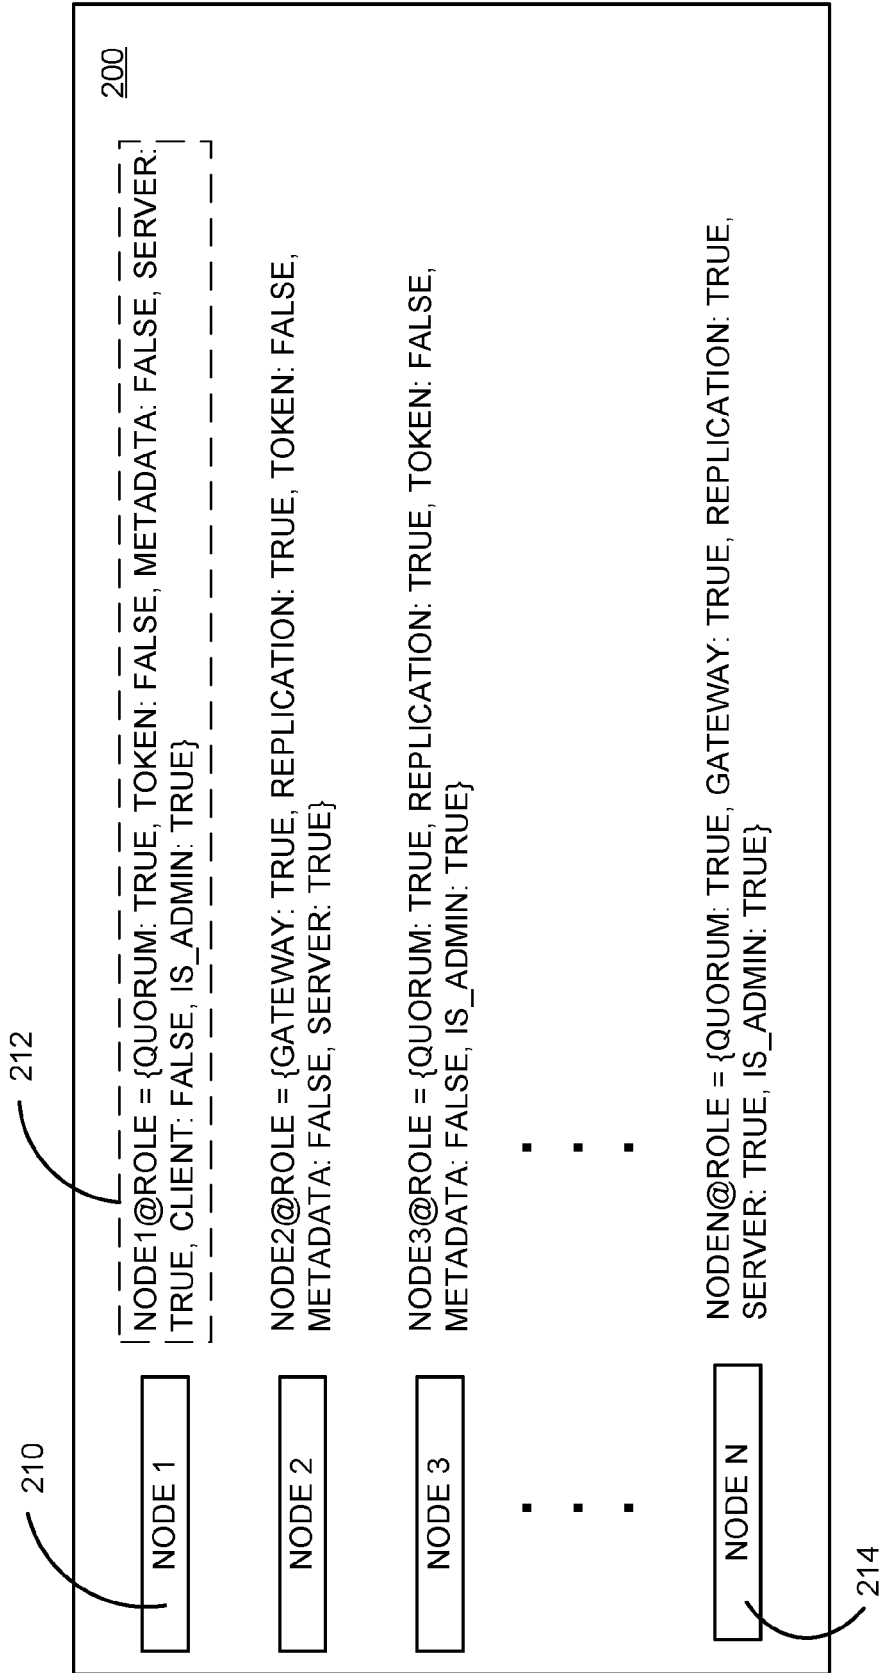 200
212
210
NODE 1
NODE1@ROLE = {QUORUM: TRUE, TOKEN: FALSE, METADATA: FALSE, SERVER:
TRUE, CLIENT: FALSE, IS_ADMIN: TRUE}
NODE 2
NODE2@ROLE = {GATEWAY: TRUE, REPLICATION: TRUE, TOKEN: FALSE,
METADATA: FALSE, SERVER: TRUE}
NODE 3
NODE3@ROLE = {QUORUM: TRUE, REPLICATION: TRUE, TOKEN: FALSE,
METADATA: FALSE, IS_ADMIN: TRUE}
NODE N
NODEN@ROLE = {QUORUM: TRUE, GATEWAY: TRUE, REPLICATION: TRUE,
SERVER: TRUE, IS_ADMIN: TRUE}
214